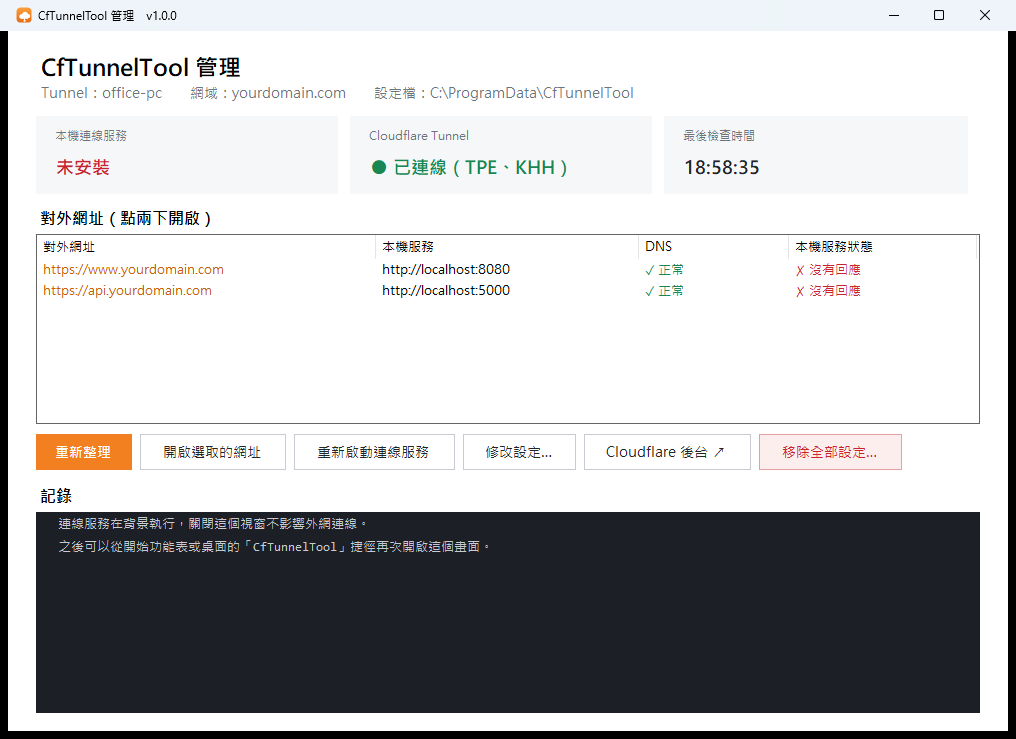 CfTunnelTool 管理 v1.0.0
CfTunnelTool 管理
Tunnel：office-pc 網域：yourdomain.com 設定檔：C:\ProgramData\CfTunnelTool
本機連線服務 Cloudflare Tunnel 最後檢查時間
未安裝 ● 已連線（TPE、KHH） 18:58:35
對外網址（點兩下開啟）
對外網址 本機服務 DNS 本機服務狀態
https://www.yourdomain.com http://localhost:8080 ✓ 正常 ✗ 沒有回應
https://api.yourdomain.com http://localhost:5000 ✓ 正常 ✗ 沒有回應
重新整理 開啟選取的網址 重新啟動連線服務 修改設定... Cloudflare 後台 ↗ 移除全部設定...
記錄
連線服務在背景執行，關閉這個視窗不影響外網連線。
之後可以從開始功能表或桌面的「CfTunnelTool」捷徑再次開啟這個畫面。